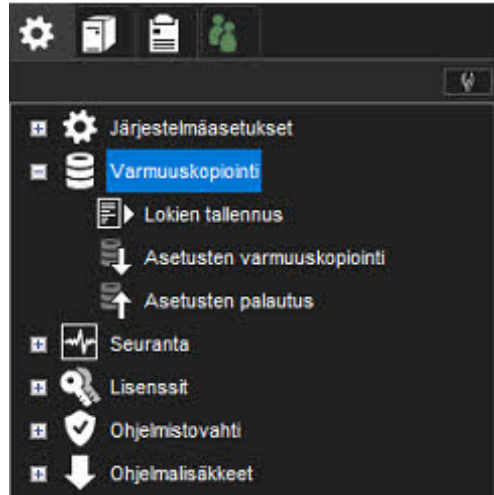 Järjestelmäasetukset
Varmuuskopiointi
Lokien tallennus
Asetusten varmuuskopiointi
Asetusten palautus
Seuranta
Lisenssit
Ohjelmistovahti
Ohjelmalisäkkeet